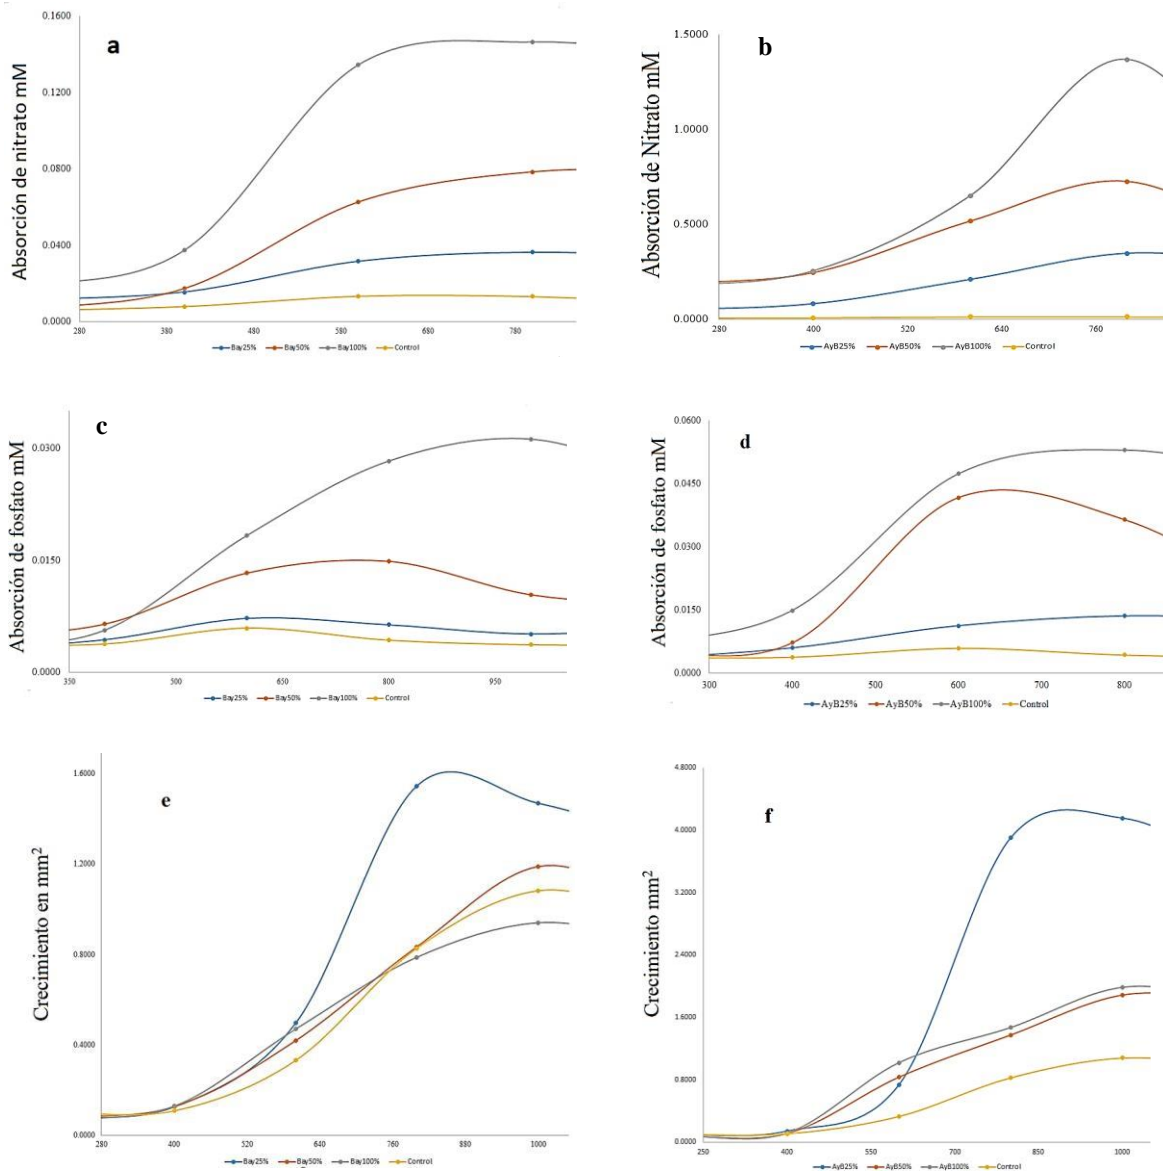 a
Absorción de nitrato mM
0.1600
0.1200
0.0800
0.0400
0.0000
280 380 480 580 680 780
Bay25% Bay50% Bay100% Control
b
Absorción de Nitrato mM
1.5000
1.0000
0.5000
0.0000
280 400 520 640 760
AyB25% AyB50% AyB100% Control
c
Absorción de fosfato mM
0.0300
0.0150
0.0000
350 500 650 800 950
Bay25% Bay50% Bay100% Control
d
Absorción de fosfato mM
0.0600
0.0450
0.0300
0.0150
0.0000
300 400 500 600 700 800
AyB25% AyB50% AyB100% Control
e
Crecimiento en mm²
1.6000
1.2000
0.8000
0.4000
0.0000
280 400 520 640 760 880 1000
Bay25% Bay50% Bay100% Control
f
Crecimiento mm²
4.8000
4.0000
3.2000
2.4000
1.6000
0.8000
0.0000
250 400 550 700 850 1000
AyB25% AyB50% AyB100% Control